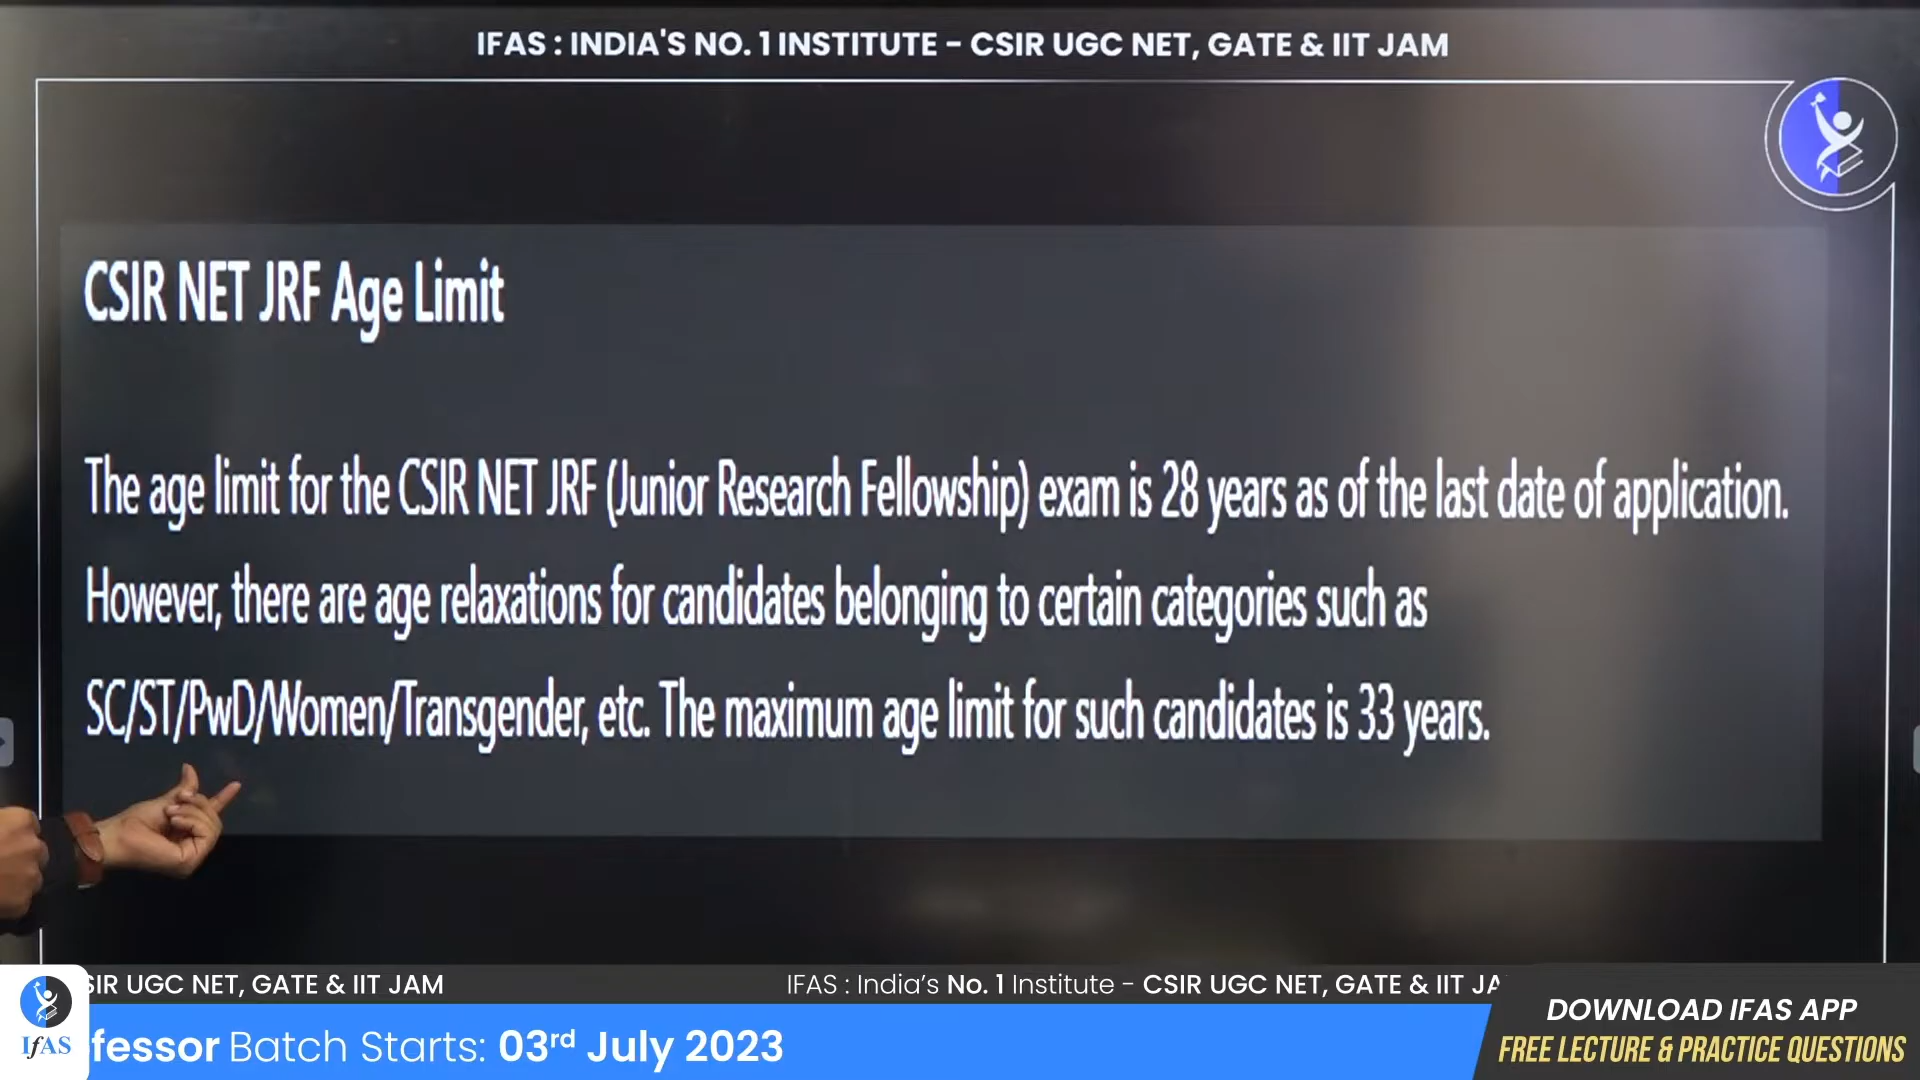 IFAS : INDIA'S NO. 1 INSTITUTE - CSIR UGC NET, GATE & IIT JAM
CSIR NET JRF Age Limit
The age limit for the CSIR NET JRF (Junior Research Fellowship) exam is 28 years as of the last date of application.
However, there are age relaxations for candidates belonging to certain categories such as
SC/ST/PwD/Women/Transgender, etc. The maximum age limit for such candidates is 33 years.
SIR UGC NET, GATE & IIT JAM
IFAS : India's No. 1 Institute - CSIR UGC NET, GATE & IIT JA
fessor Batch Starts: 03rd July 2023
IfAS
DOWNLOAD IFAS APP
FREE LECTURE & PRACTICE QUESTIONS